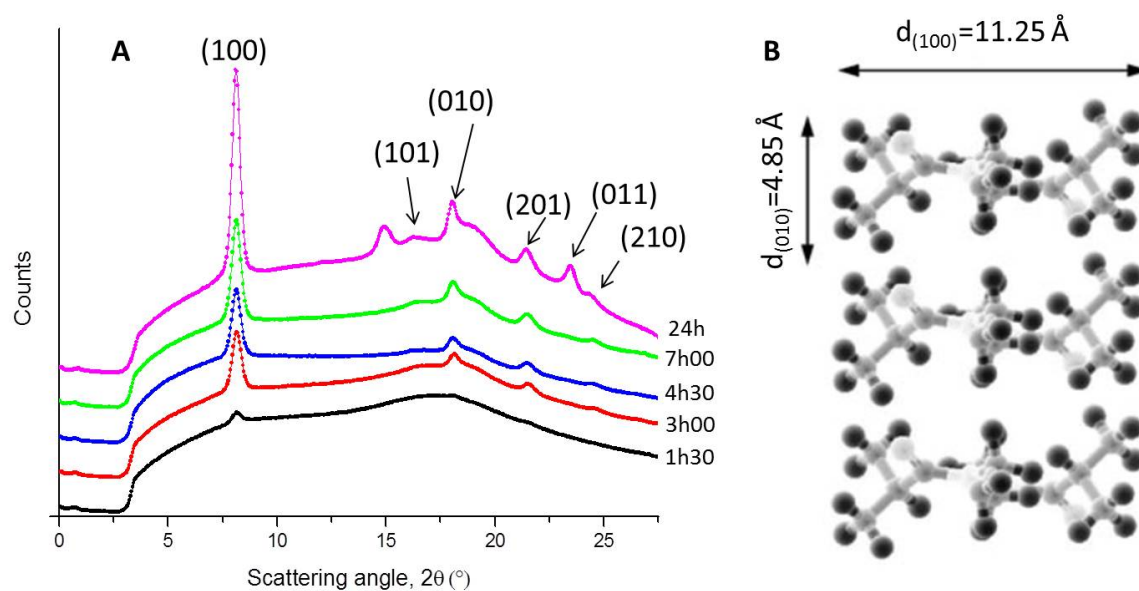 A
(100)
(101)
(010)
(201)
(011)
(210)
24h
7h00
4h30
3h00
1h30
Counts
0 5 10 15 20 25
Scattering angle, 2θ (°)
B
d(100)=11.25 Å
d(010)=4.85 Å